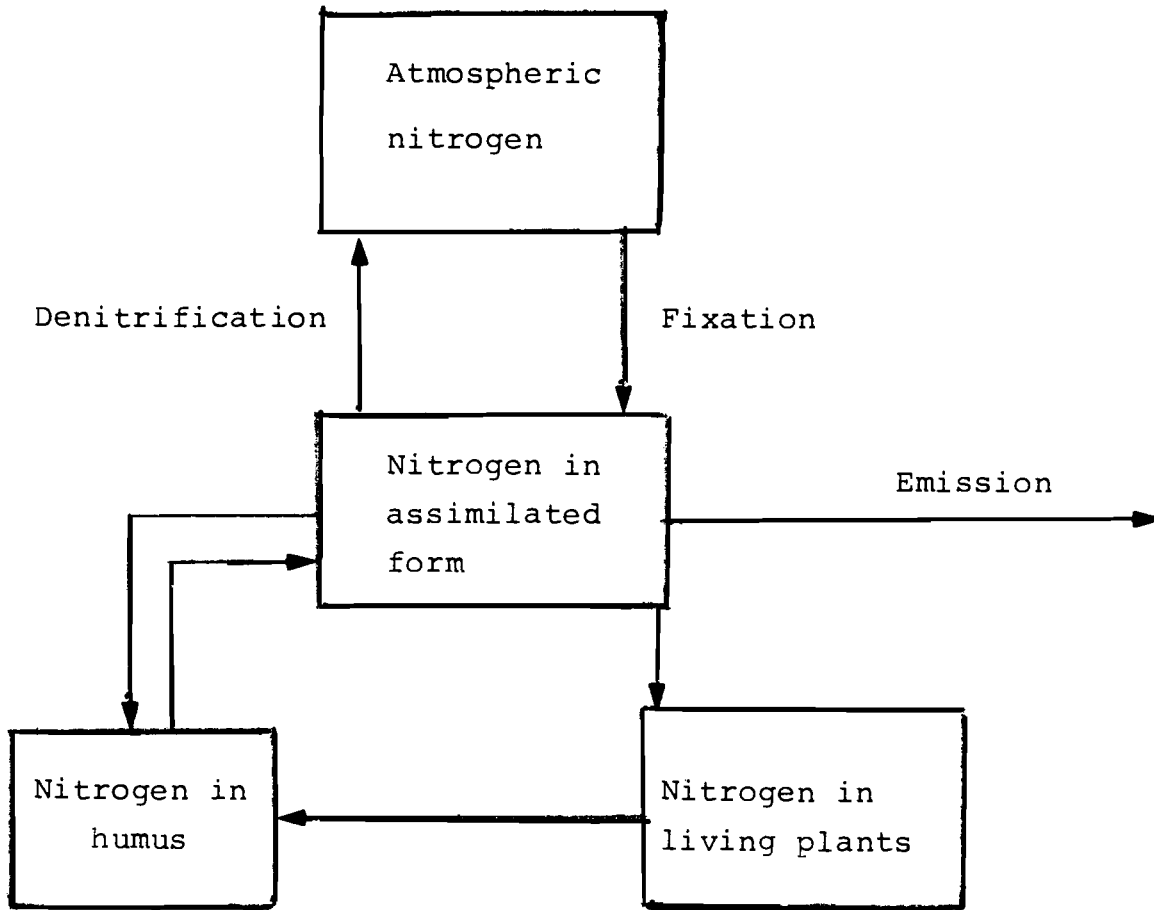 Atmospheric
nitrogen
Denitrification
Fixation
Nitrogen in
assimilated
form
Emission
Nitrogen in
humus
Nitrogen in
living plants